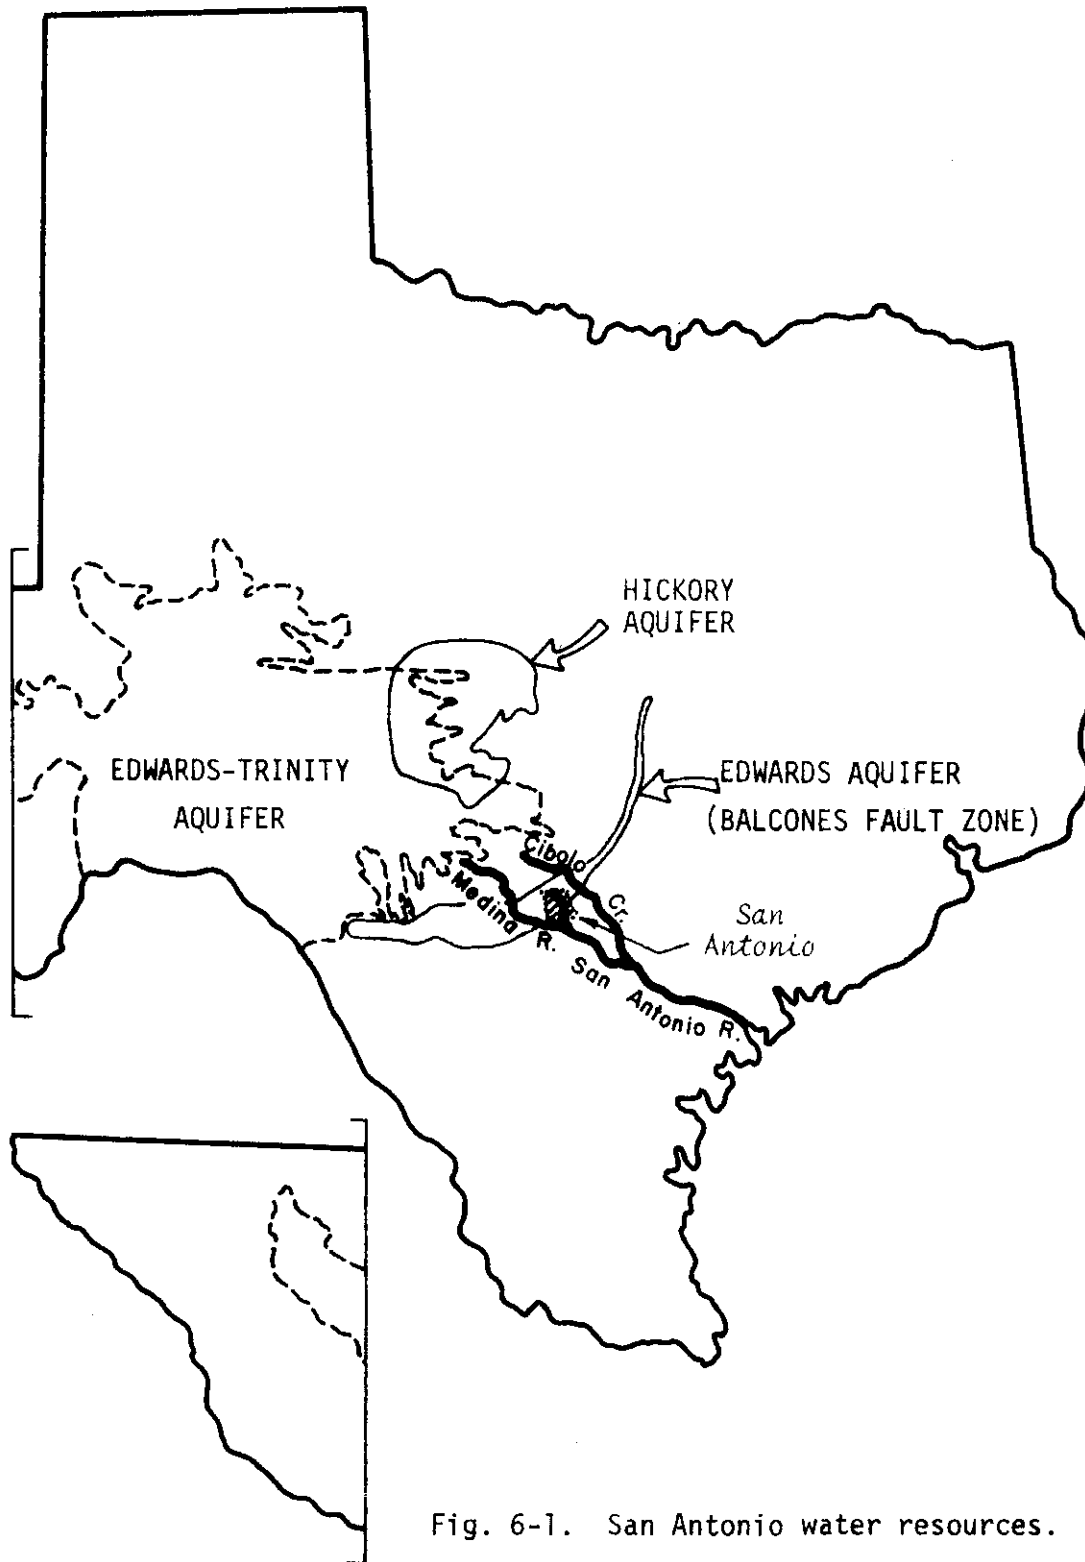 HICKORY
AQUIFER
EDWARDS-TRINITY
AQUIFER
EDWARDS AQUIFER
(BALCONES FAULT ZONE)
Cibolo Cr.
Medina R.
San
Antonio
San Antonio R.
Fig. 6-1. San Antonio water resources.